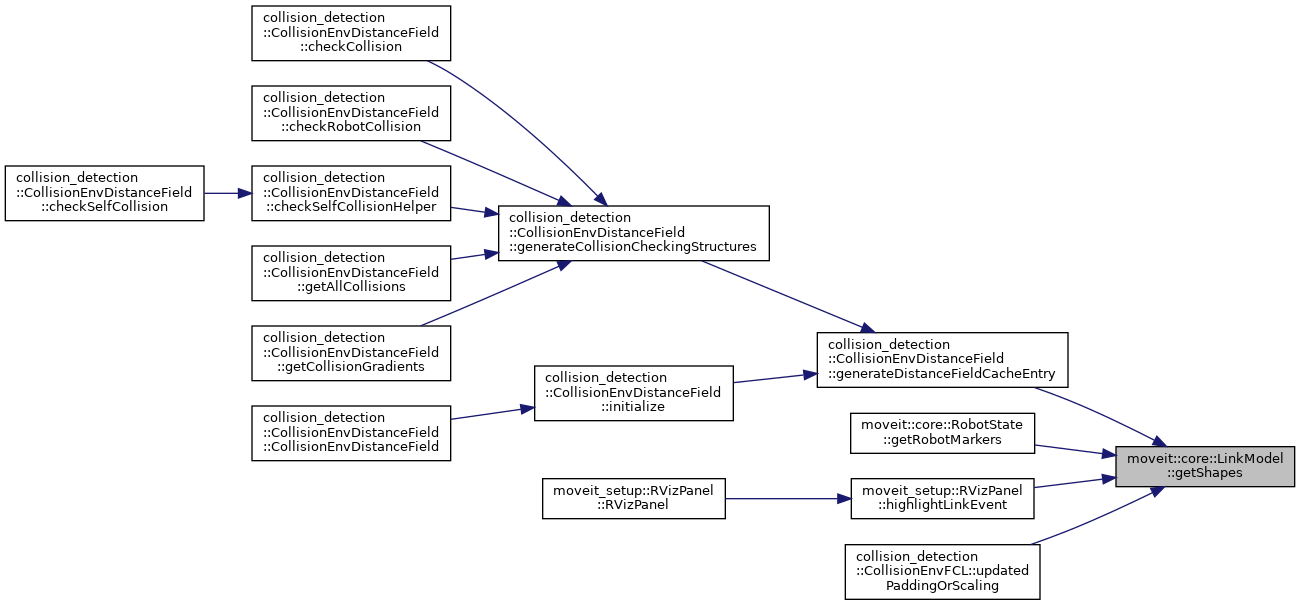 collision_detection
::CollisionEnvDistanceField
::checkCollision
collision_detection
::CollisionEnvDistanceField
::checkRobotCollision
collision_detection
::CollisionEnvDistanceField
::checkSelfCollision
collision_detection
::CollisionEnvDistanceField
::checkSelfCollisionHelper
collision_detection
::CollisionEnvDistanceField
::generateCollisionCheckingStructures
collision_detection
::CollisionEnvDistanceField
::getAllCollisions
collision_detection
::CollisionEnvDistanceField
::getCollisionGradients
collision_detection
::CollisionEnvDistanceField
::generateDistanceFieldCacheEntry
collision_detection
::CollisionEnvDistanceField
::initialize
collision_detection
::CollisionEnvDistanceField
::CollisionEnvDistanceField
moveit::core::RobotState
::getRobotMarkers
moveit::core::LinkModel
::getShapes
moveit_setup::RVizPanel
::RVizPanel
moveit_setup::RVizPanel
::highlightLinkEvent
collision_detection
::CollisionEnvFCL::updated
PaddingOrScaling